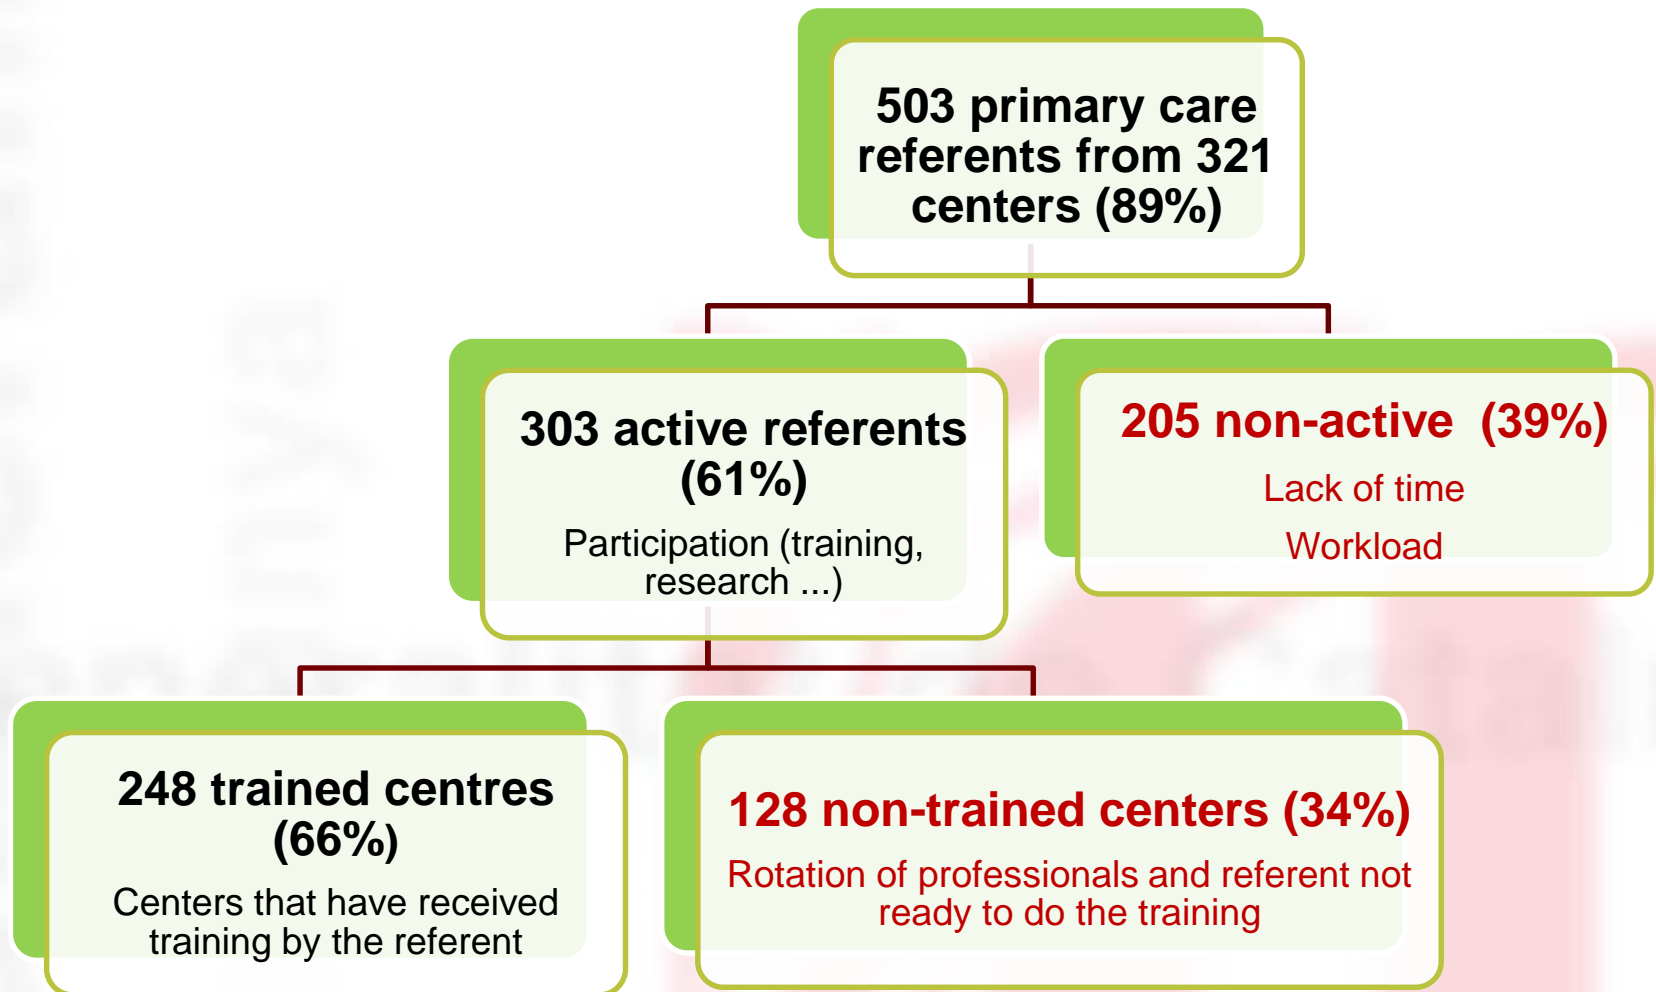 503 primary care
referents from 321
centers (89%)
303 active referents
(61%)
Participation (training,
research ...)
205 non-active (39%)
Lack of time
Workload
248 trained centres
(66%)
Centers that have received
training by the referent
128 non-trained centers (34%)
Rotation of professionals and referent not
ready to do the training